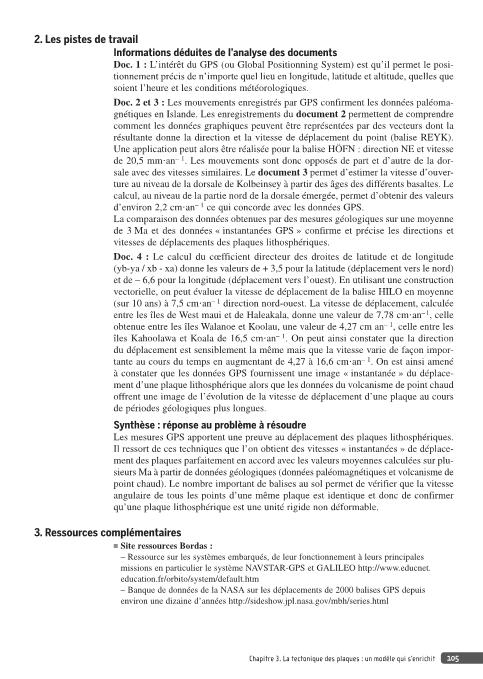 2. Les pistes de travail
Informations déduites de l'analyse des documents
Doc. 1 : L'intérêt du GPS (ou Global Positionning System) est qu'il permet le posi-
tionnement précis de n'importe quel lieu en longitude, latitude et altitude, quelles que
soient l'heure et les conditions météorologiques.
Doc. 2 et 3 : Les mouvements enregistrés par GPS confirment les données paléoma-
gnétiques en Islande. Les enregistrements du document 2 permettent de comprendre
comment les données graphiques peuvent être représentées par des vecteurs dont la
résultante donne la direction et la vitesse de déplacement du point (balise REYK).
Une application peut alors être réalisée pour la balise HÖFN : direction NE et vitesse
de 20,5 mm·an⁻¹. Les mouvements sont donc opposés de part et d'autre de la dor-
sale avec des vitesses similaires. Le document 3 permet d'estimer la vitesse d'ouver-
ture au niveau de la dorsale de Kolbeinsey à partir des âges des différents basaltes. Le
calcul, au niveau de la partie nord de la dorsale émergée, permet d'obtenir des valeurs
d'environ 2,2 cm·an⁻¹ ce qui concorde avec les données GPS.
La comparaison des données obtenues par des mesures géologiques sur une moyenne
de 3 Ma et des données « instantanées GPS » confirme et précise les directions et
vitesses de déplacements des plaques lithosphériques.
Doc. 4 : Le calcul du cœfficient directeur des droites de latitude et de longitude
(yb-ya / xb - xa) donne les valeurs de + 3,5 pour la latitude (déplacement vers le nord)
et de – 6,6 pour la longitude (déplacement vers l'ouest). En utilisant une construction
vectorielle, on peut évaluer la vitesse de déplacement de la balise HILO en moyenne
(sur 10 ans) à 7,5 cm·an⁻¹ direction nord-ouest. La vitesse de déplacement, calculée
entre les îles de West maui et de Haleakala, donne une valeur de 7,78 cm·an⁻¹, celle
obtenue entre les îles Walanoe et Koolau, une valeur de 4,27 cm an⁻¹, celle entre les
îles Kahoolawa et Koala de 16,5 cm·an⁻¹. On peut ainsi constater que la direction
du déplacement est sensiblement la même mais que la vitesse varie de façon impor-
tante au cours du temps en augmentant de 4,27 à 16,6 cm·an⁻¹. On est ainsi amené
à constater que les données GPS fournissent une image « instantanée » du déplace-
ment d'une plaque lithosphérique alors que les données du volcanisme de point chaud
offrent une image de l'évolution de la vitesse de déplacement d'une plaque au cours
de périodes géologiques plus longues.
Synthèse : réponse au problème à résoudre
Les mesures GPS apportent une preuve au déplacement des plaques lithosphériques.
Il ressort de ces techniques que l'on obtient des vitesses « instantanées » de déplace-
ment des plaques parfaitement en accord avec les valeurs moyennes calculées sur plu-
sieurs Ma à partir de données géologiques (données paléomagnétiques et volcanisme de
point chaud). Le nombre important de balises au sol permet de vérifier que la vitesse
angulaire de tous les points d'une même plaque est identique et donc de confirmer
qu'une plaque lithosphérique est une unité rigide non déformable.
3. Ressources complémentaires
■ Site ressources Bordas :
– Ressource sur les systèmes embarqués, de leur fonctionnement à leurs principales
missions en particulier le système NAVSTAR-GPS et GALILEO http://www.educnet.
education.fr/orbito/system/default.htm
– Banque de données de la NASA sur les déplacements de 2000 balises GPS depuis
environ une dizaine d'années http://sideshow.jpl.nasa.gov/mbh/series.html
Chapitre 3. La tectonique des plaques : un modèle qui s'enrichit 105